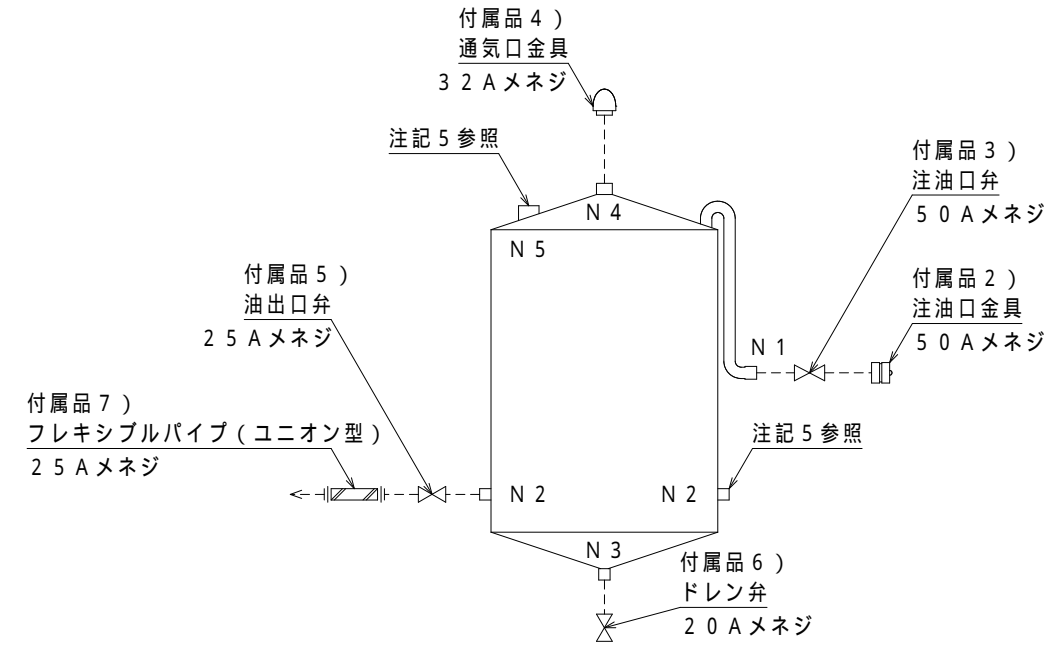 付属品４）
通気口金具
３２Ａメネジ
注記５参照
付属品３）
注油口弁
５０Ａメネジ
Ｎ４
Ｎ５
付属品５）
油出口弁
２５Ａメネジ
付属品２）
注油口金具
５０Ａメネジ
Ｎ１
付属品７）
フレキシブルパイプ（ユニオン型）
２５Ａメネジ
注記５参照
Ｎ２
Ｎ２
Ｎ３
付属品６）
ドレン弁
２０Ａメネジ